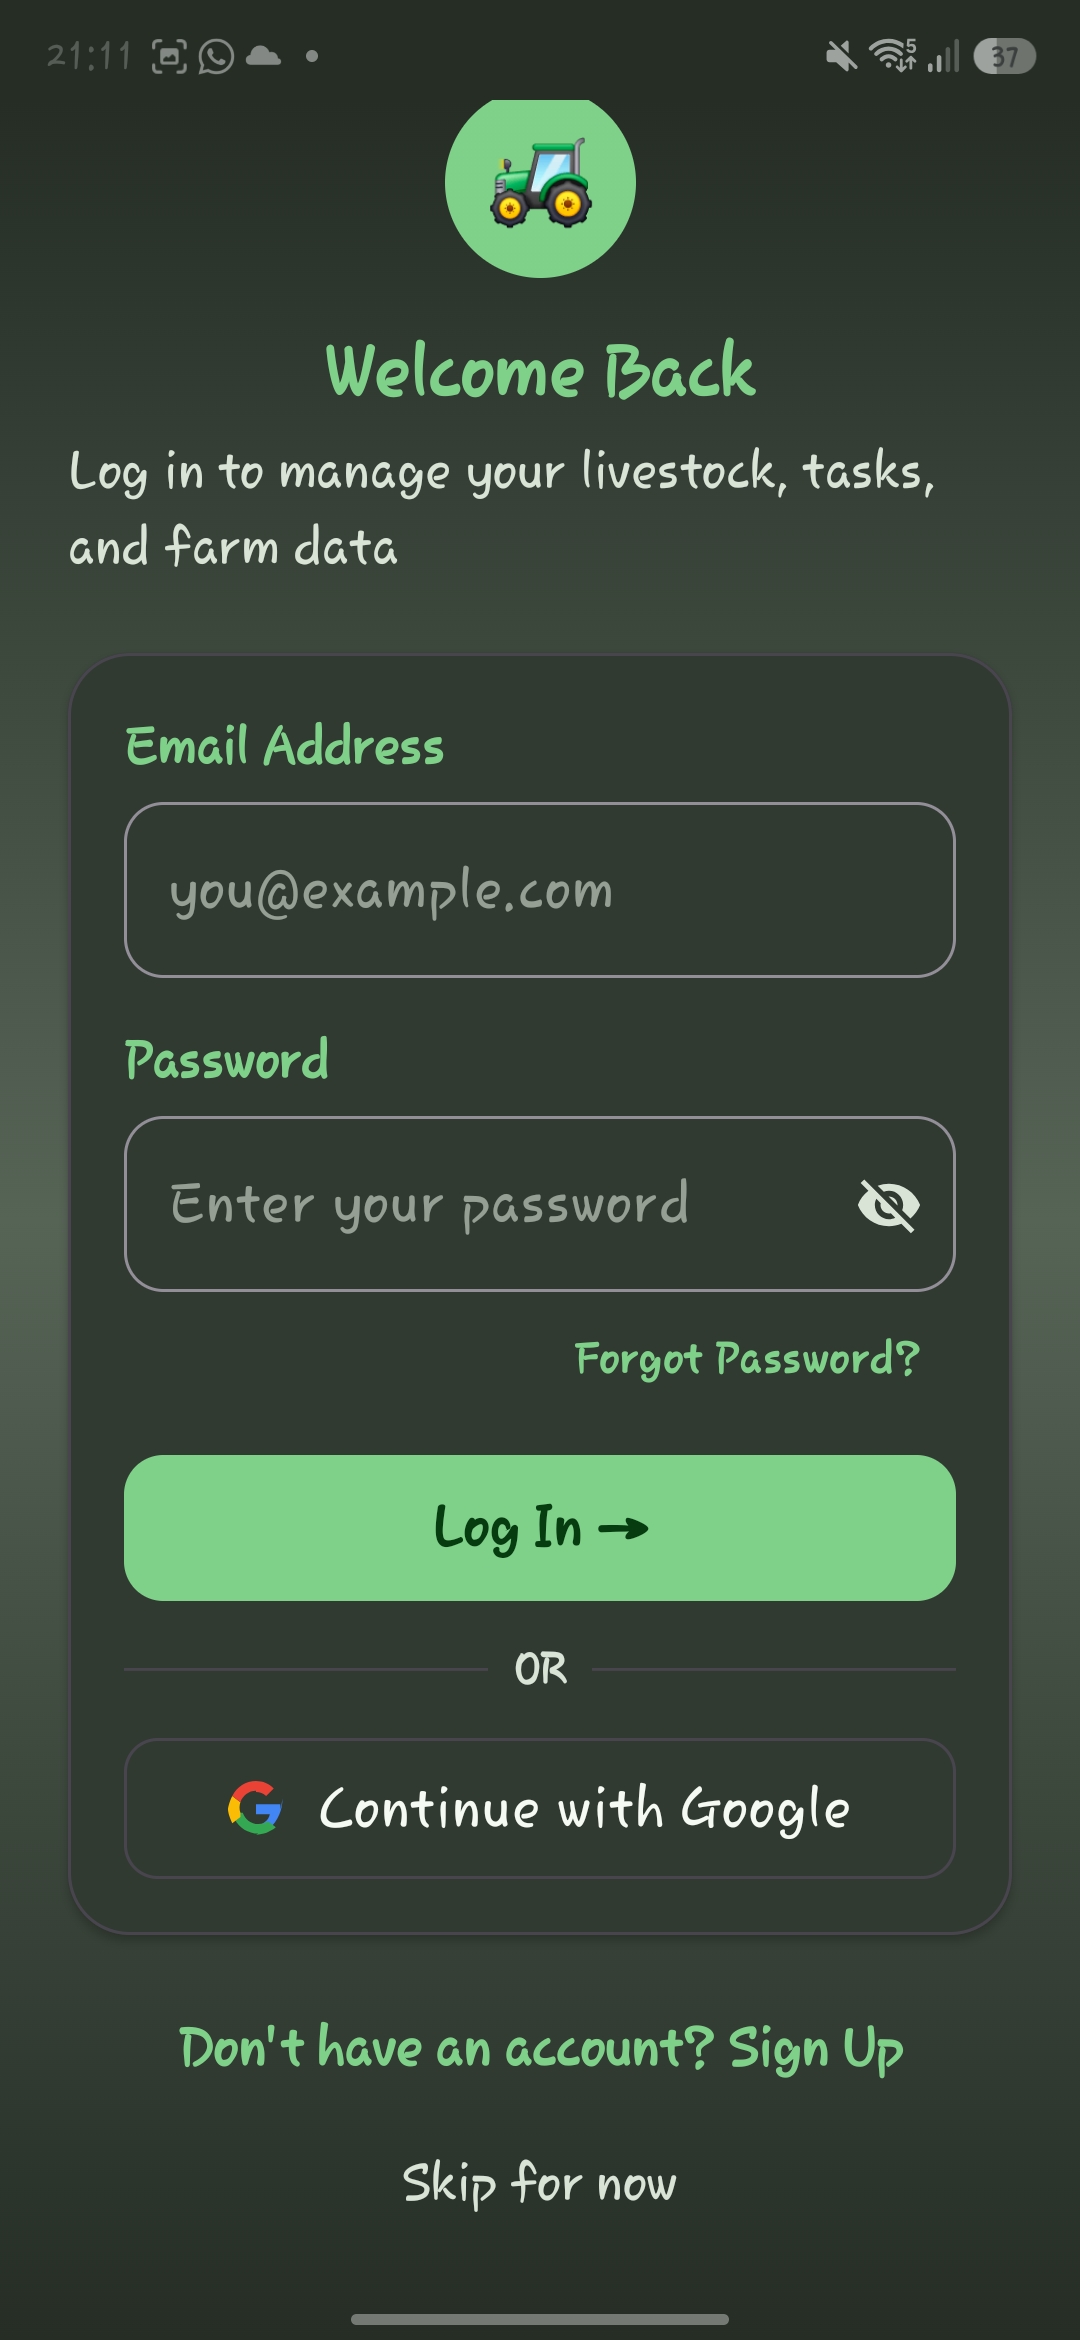 21:11
5
37
Welcome Back
Log in to manage your livestock, tasks,
and farm data
Email Address
you@example.com
Password
Enter your password
Forgot Password?
Log In →
OR
Continue with Google
Don't have an account? Sign Up
Skip for now